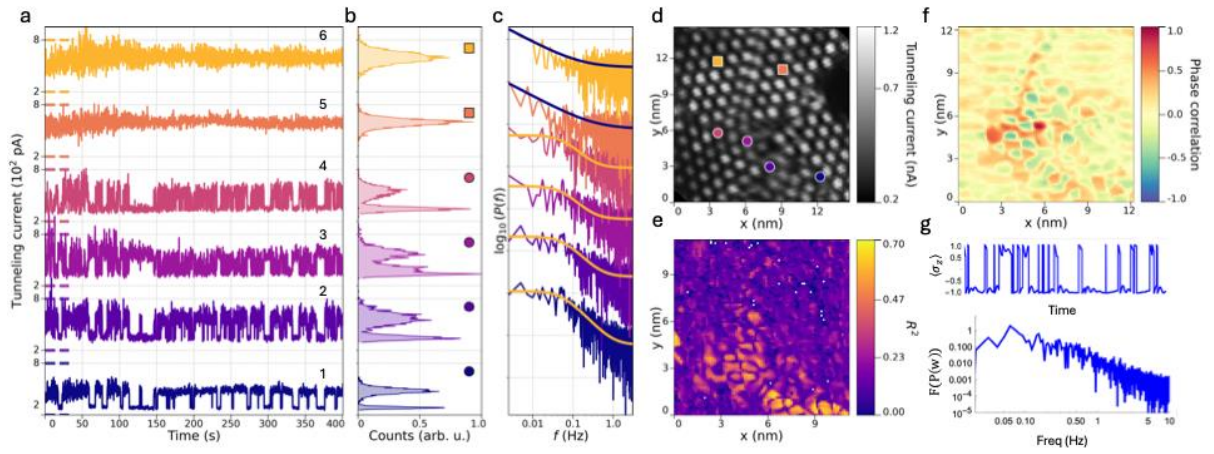 a
b
c
d
f
6
5
4
3
2
1
8
2
8
2
8
2
8
2
8
2
8
2
Tunneling current (10² pA)
0 50 100 150 200 250 300 350 400
Time (s)
0.0 0.5 1.0
Counts (arb. u.)
log₁₀(P(f))
0.01 0.1 1.0
f (Hz)
12
9
6
3
0
y (nm)
0 3 6 9 12
x (nm)
1.2
1.0
0.7
0.5
0.2
Tunneling current (nA)
e
9
6
3
0
y (nm)
0 3 6 9
x (nm)
0.70
0.47
0.23
0.00
R²
12
9
6
3
0
y (nm)
0 3 6 9 12
x (nm)
1.0
0.5
0.0
-0.5
-1.0
Phase correlation
g
⟨σz⟩
1.0
0.5
0.0
-0.5
-1.0
Time
F(P(w))
1
0.100
0.010
0.001
10⁻⁴
10⁻⁵
0.05 0.10 0.50 1 5 10
Freq (Hz)